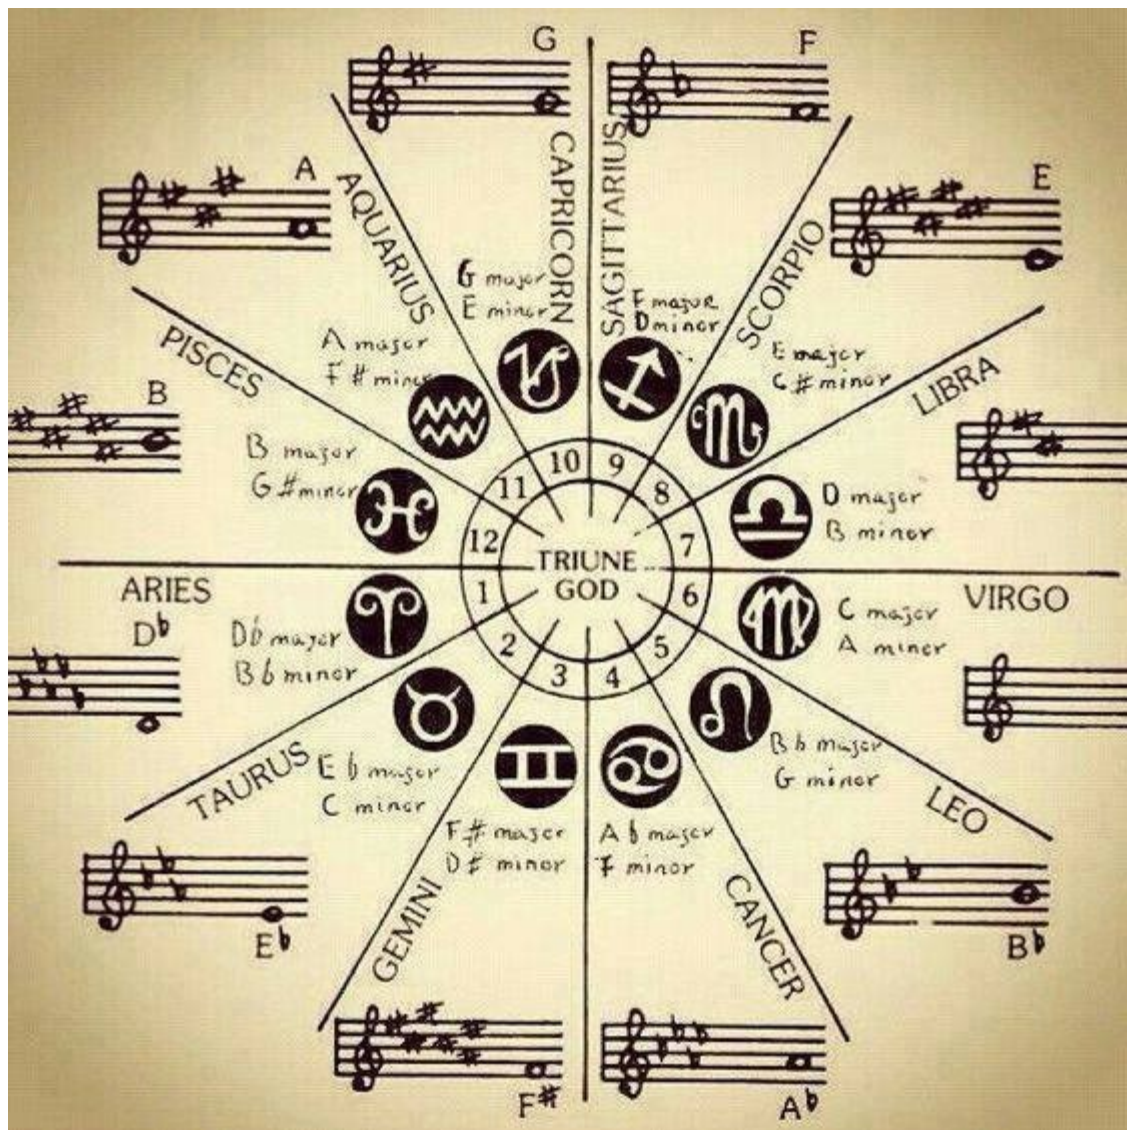 G
F
A
E
B
CAPRICORN
SAGITTARIUS
AQUARIUS
SCORPIO
PISCES
LIBRA
G major
E minor
F major
D minor
A major
F# minor
E major
C# minor
B major
G# minor
D major
B minor
10
9
11
8
12
7
TRIUNE
GOD
1
6
2
5
3
4
ARIES
D♭
VIRGO
D♭ major
B♭ minor
C major
A minor
TAURUS
E♭ major
C minor
B♭ major
G minor
LEO
F# major
D# minor
A♭ major
F minor
GEMINI
CANCER
E♭
B♭
F#
A♭